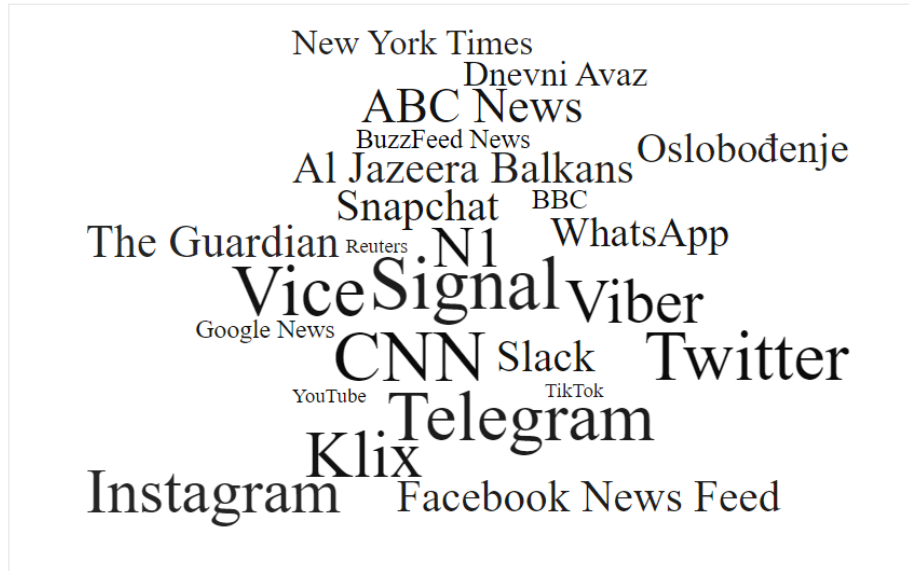 New York Times
Dnevni Avaz
ABC News
BuzzFeed News
Oslobođenje
Al Jazeera Balkans
Snapchat
BBC
WhatsApp
The Guardian
Reuters
N1
Vice
Signal
Viber
Google News
CNN
Slack
Twitter
YouTube
TikTok
Telegram
Klix
Instagram
Facebook News Feed